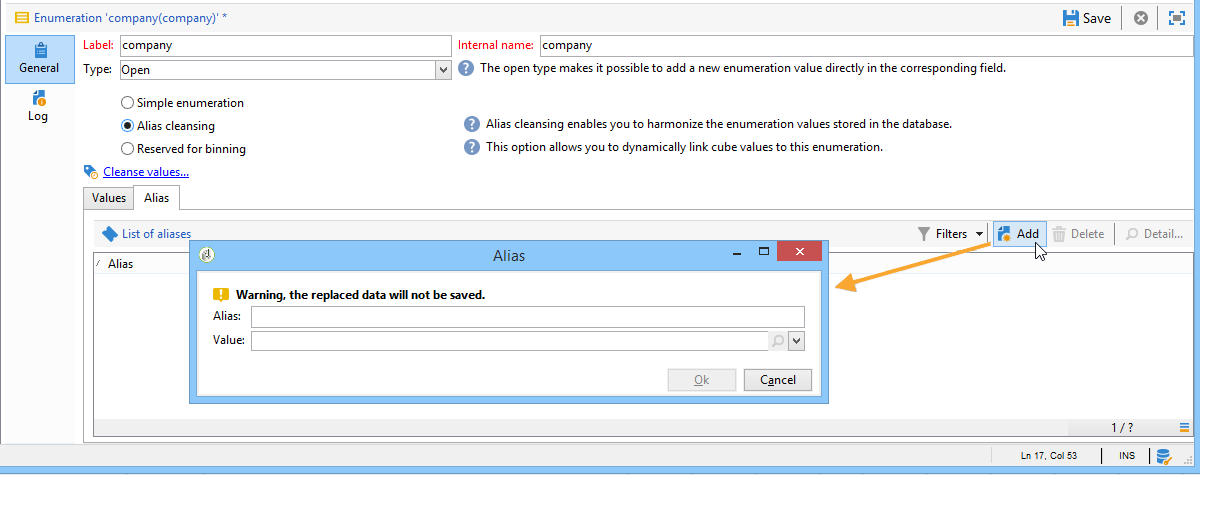 Enumeration 'company(company)' *
Save
General
Log
Label: company
Internal name: company
Type: Open
The open type makes it possible to add a new enumeration value directly in the corresponding field.
Simple enumeration
Alias cleansing
Alias cleansing enables you to harmonize the enumeration values stored in the database.
Reserved for binning
This option allows you to dynamically link cube values to this enumeration.
Cleanse values...
Values
Alias
List of aliases
Filters
Add
Delete
Detail...
Alias
Alias
Warning, the replaced data will not be saved.
Alias:
Value:
Ok
Cancel
1 / ?
Ln 17, Col 53
INS